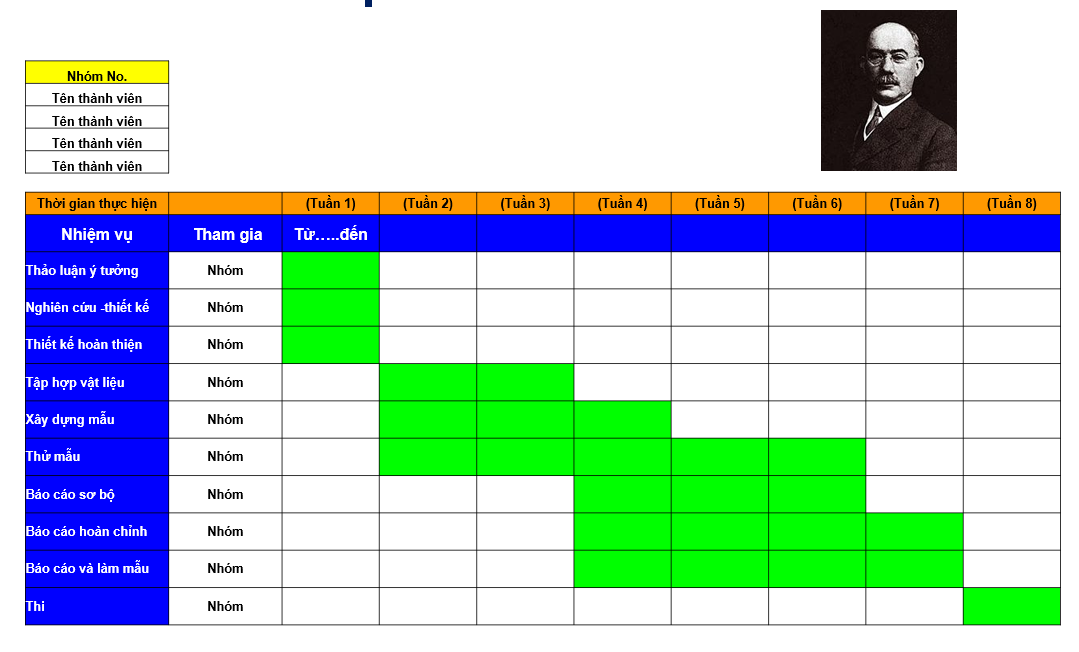 Nhóm No.
Tên thành viên
Tên thành viên
Tên thành viên
Tên thành viên
Thời gian thực hiện (Tuần 1) (Tuần 2) (Tuần 3) (Tuần 4) (Tuần 5) (Tuần 6) (Tuần 7) (Tuần 8)
Nhiệm vụ Tham gia Từ…..đến
Thảo luận ý tưởng Nhóm
Nghiên cứu -thiết kế Nhóm
Thiết kế hoàn thiện Nhóm
Tập hợp vật liệu Nhóm
Xây dựng mẫu Nhóm
Thử mẫu Nhóm
Báo cáo sơ bộ Nhóm
Báo cáo hoàn chỉnh Nhóm
Báo cáo và làm mẫu Nhóm
Thi Nhóm